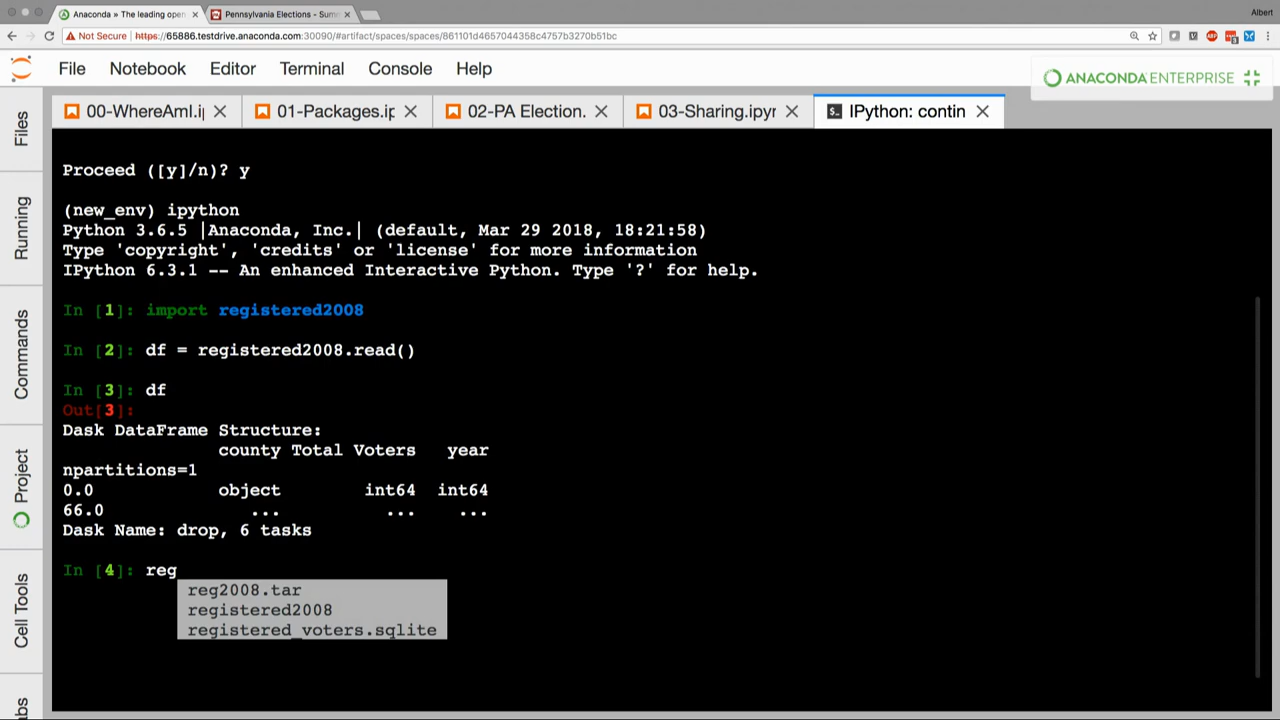 Anaconda » The leading open
Pennsylvania Elections - Sum
Albert
Not Secure https://65886.testdrive.anaconda.com:30090/#artifact/spaces/spaces/861101d4657044358c4757b3270b51bc
File Notebook Editor Terminal Console Help
ANACONDA ENTERPRISE
00-WhereAmI.i
01-Packages.ip
02-PA Election.
03-Sharing.ipyr
IPython: contin
Files
Running
Commands
Project
Cell Tools
abs
Proceed ([y]/n)? y
(new_env) ipython
Python 3.6.5 |Anaconda, Inc.| (default, Mar 29 2018, 18:21:58)
Type 'copyright', 'credits' or 'license' for more information
IPython 6.3.1 -- An enhanced Interactive Python. Type '?' for help.
In [1]: import registered2008
In [2]: df = registered2008.read()
In [3]: df
Out[3]:
Dask DataFrame Structure:
county Total Voters year
npartitions=1
0.0 object int64 int64
66.0 ... ... ...
Dask Name: drop, 6 tasks
In [4]: reg
reg2008.tar
registered2008
registered_voters.sqlite